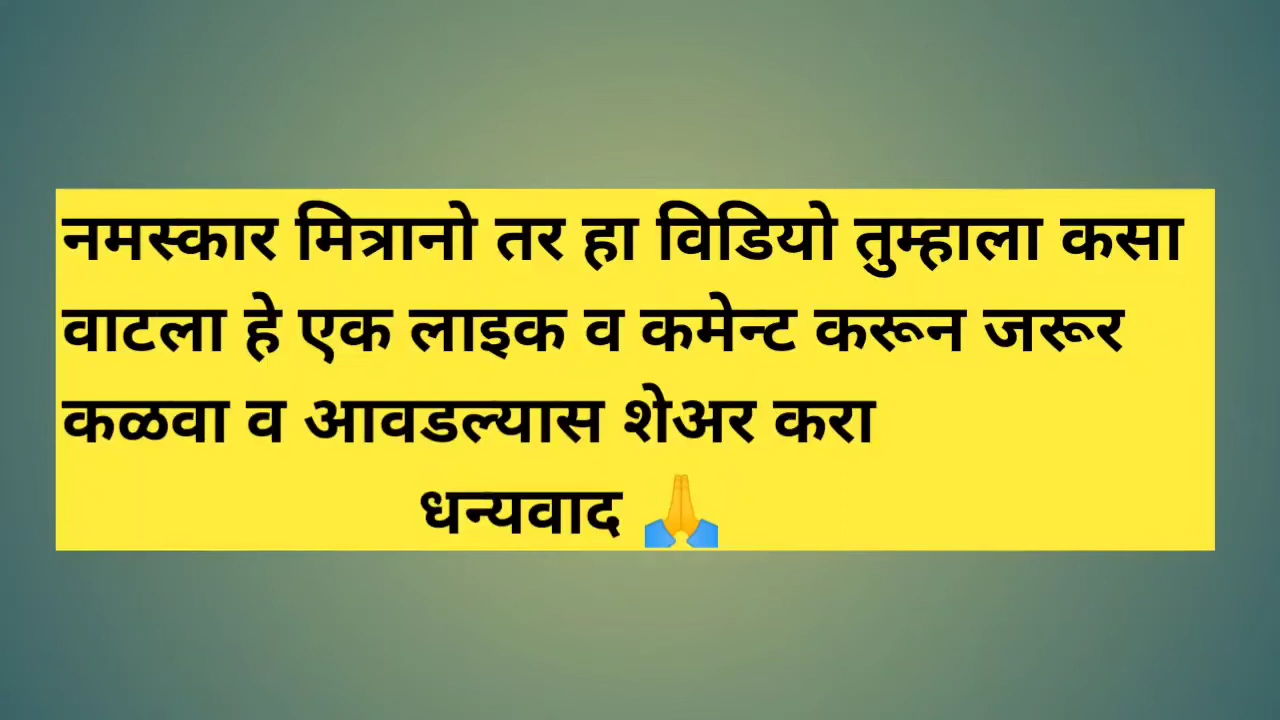 नमस्कार मित्रानो तर हा विडियो तुम्हाला कसा
वाटला हे एक लाइक व कमेन्ट करून जरूर
कळवा व आवडल्यास शेअर करा
धन्यवाद 🙏